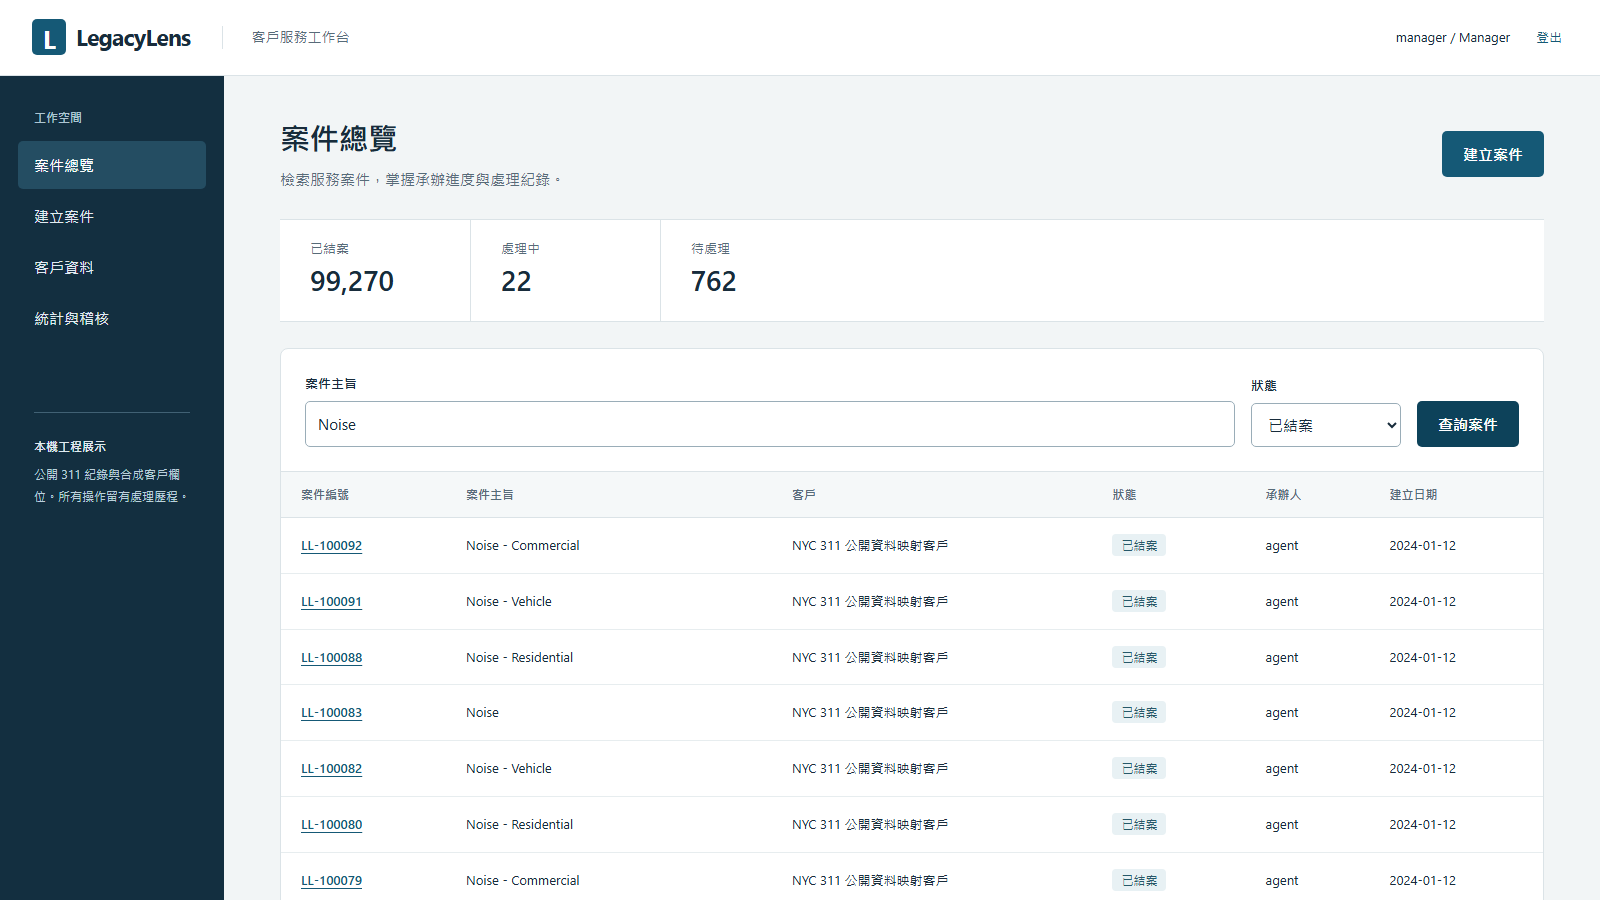 L LegacyLens
客戶服務工作台
manager / Manager
登出
工作空間
案件總覽
建立案件
客戶資料
統計與稽核
本機工程展示
公開 311 紀錄與合成客戶欄
位。所有操作留有處理歷程。
案件總覽
檢索服務案件，掌握承辦進度與處理紀錄。
建立案件
已結案
99,270
處理中
22
待處理
762
案件主旨
Noise
狀態
已結案
查詢案件
案件編號 案件主旨 客戶 狀態 承辦人 建立日期
LL-100092 Noise - Commercial NYC 311 公開資料映射客戶 已結案 agent 2024-01-12
LL-100091 Noise - Vehicle NYC 311 公開資料映射客戶 已結案 agent 2024-01-12
LL-100088 Noise - Residential NYC 311 公開資料映射客戶 已結案 agent 2024-01-12
LL-100083 Noise NYC 311 公開資料映射客戶 已結案 agent 2024-01-12
LL-100082 Noise - Vehicle NYC 311 公開資料映射客戶 已結案 agent 2024-01-12
LL-100080 Noise - Residential NYC 311 公開資料映射客戶 已結案 agent 2024-01-12
LL-100079 Noise - Commercial NYC 311 公開資料映射客戶 已結案 agent 2024-01-12